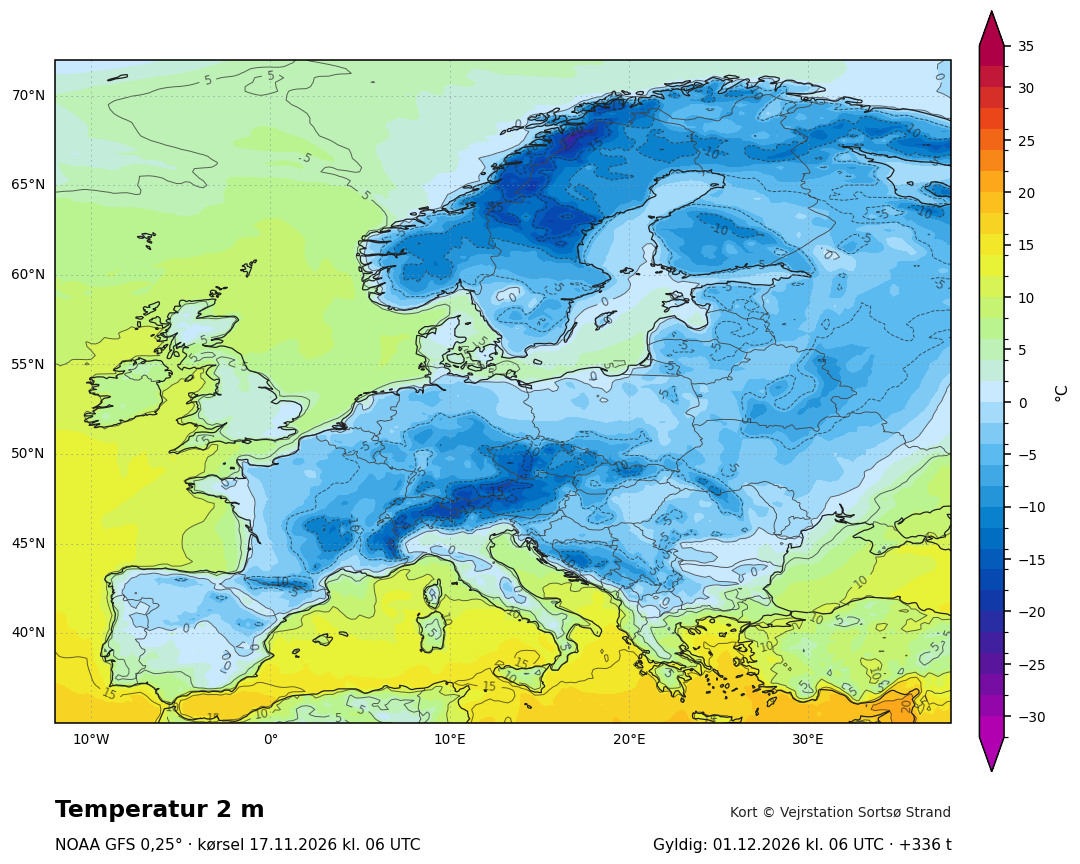 70°N
65°N
60°N
55°N
50°N
45°N
40°N
10°W
0°
10°E
20°E
30°E
35
30
25
20
15
10
5
0
−5
−10
−15
−20
−25
−30
°C
Temperatur 2 m
Kort © Vejrstation Sortsø Strand
NOAA GFS 0,25° · kørsel 17.11.2026 kl. 06 UTC
Gyldig: 01.12.2026 kl. 06 UTC · +336 t